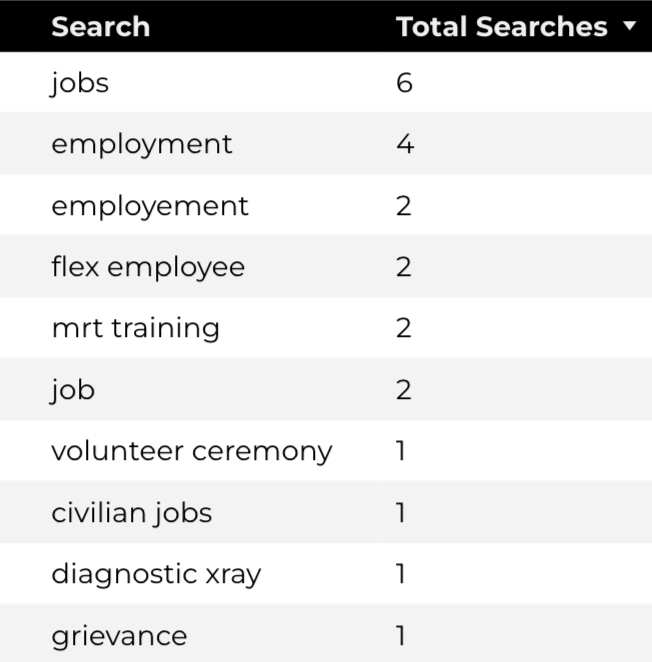 Search Total Searches ▼
jobs 6
employment 4
employement 2
flex employee 2
mrt training 2
job 2
volunteer ceremony 1
civilian jobs 1
diagnostic xray 1
grievance 1